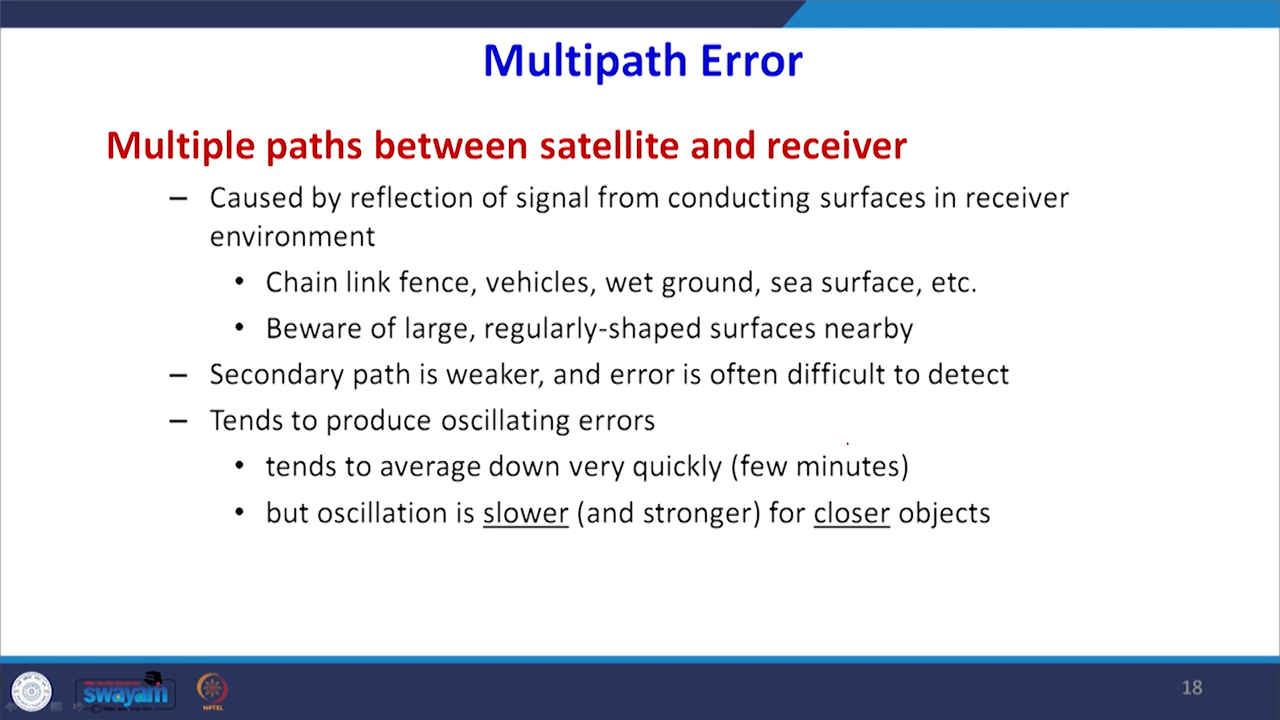 Multipath Error
Multiple paths between satellite and receiver
– Caused by reflection of signal from conducting surfaces in receiver
environment
• Chain link fence, vehicles, wet ground, sea surface, etc.
• Beware of large, regularly-shaped surfaces nearby
– Secondary path is weaker, and error is often difficult to detect
– Tends to produce oscillating errors
• tends to average down very quickly (few minutes)
• but oscillation is slower (and stronger) for closer objects
swayam
NPTEL
18